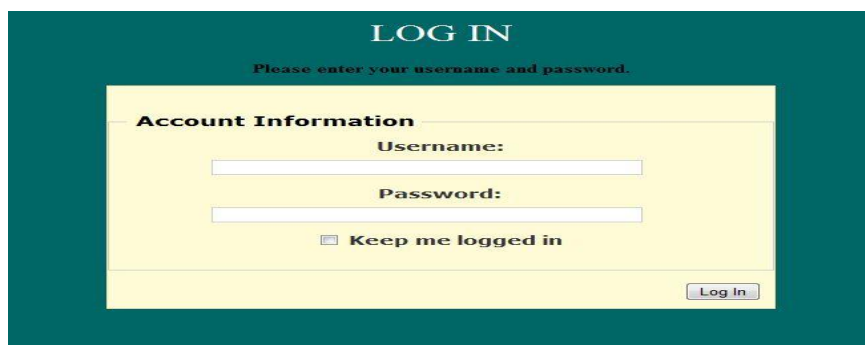 LOG IN
Please enter your username and password.
Account Information
Username:
Password:
Keep me logged in
Log In